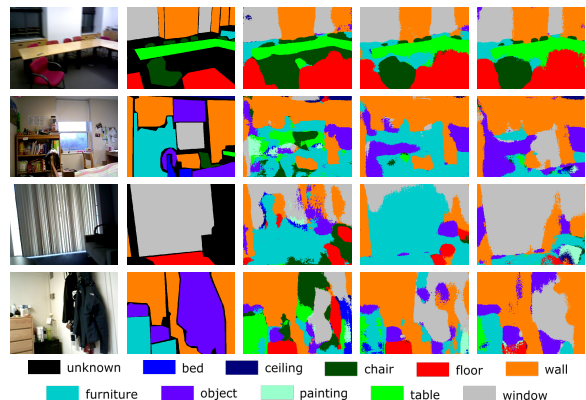 unknown bed ceiling chair floor wall
furniture object painting table window